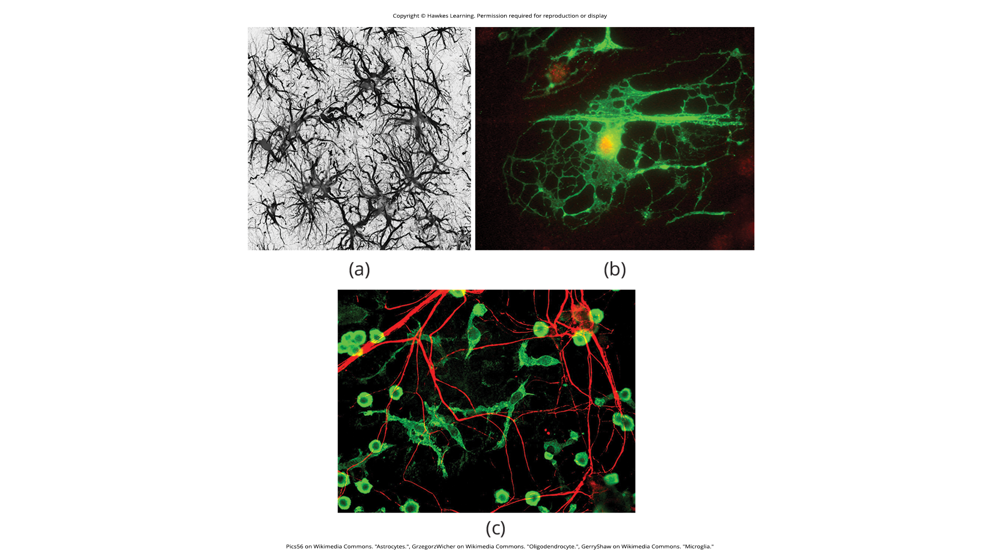 Copyright © Hawkes Learning. Permission required for reproduction or display
(a)
(b)
(c)
Pics56 on Wikimedia Commons. "Astrocytes.", GrzegorzWicher on Wikimedia Commons. "Oligodendrocyte.", GerryShaw on Wikimedia Commons. "Microglia."